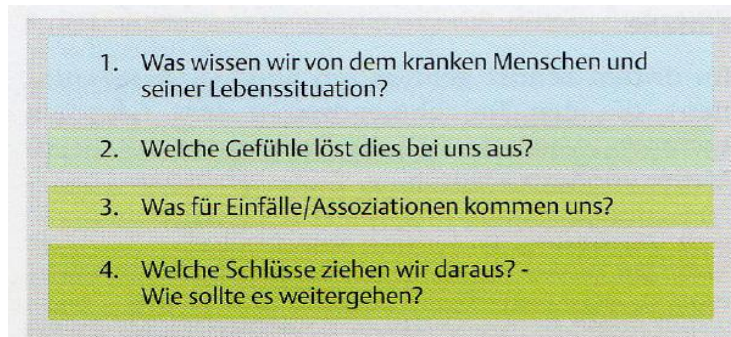 1. Was wissen wir von dem kranken Menschen und
seiner Lebenssituation?
2. Welche Gefühle löst dies bei uns aus?
3. Was für Einfälle/Assoziationen kommen uns?
4. Welche Schlüsse ziehen wir daraus? -
Wie sollte es weitergehen?